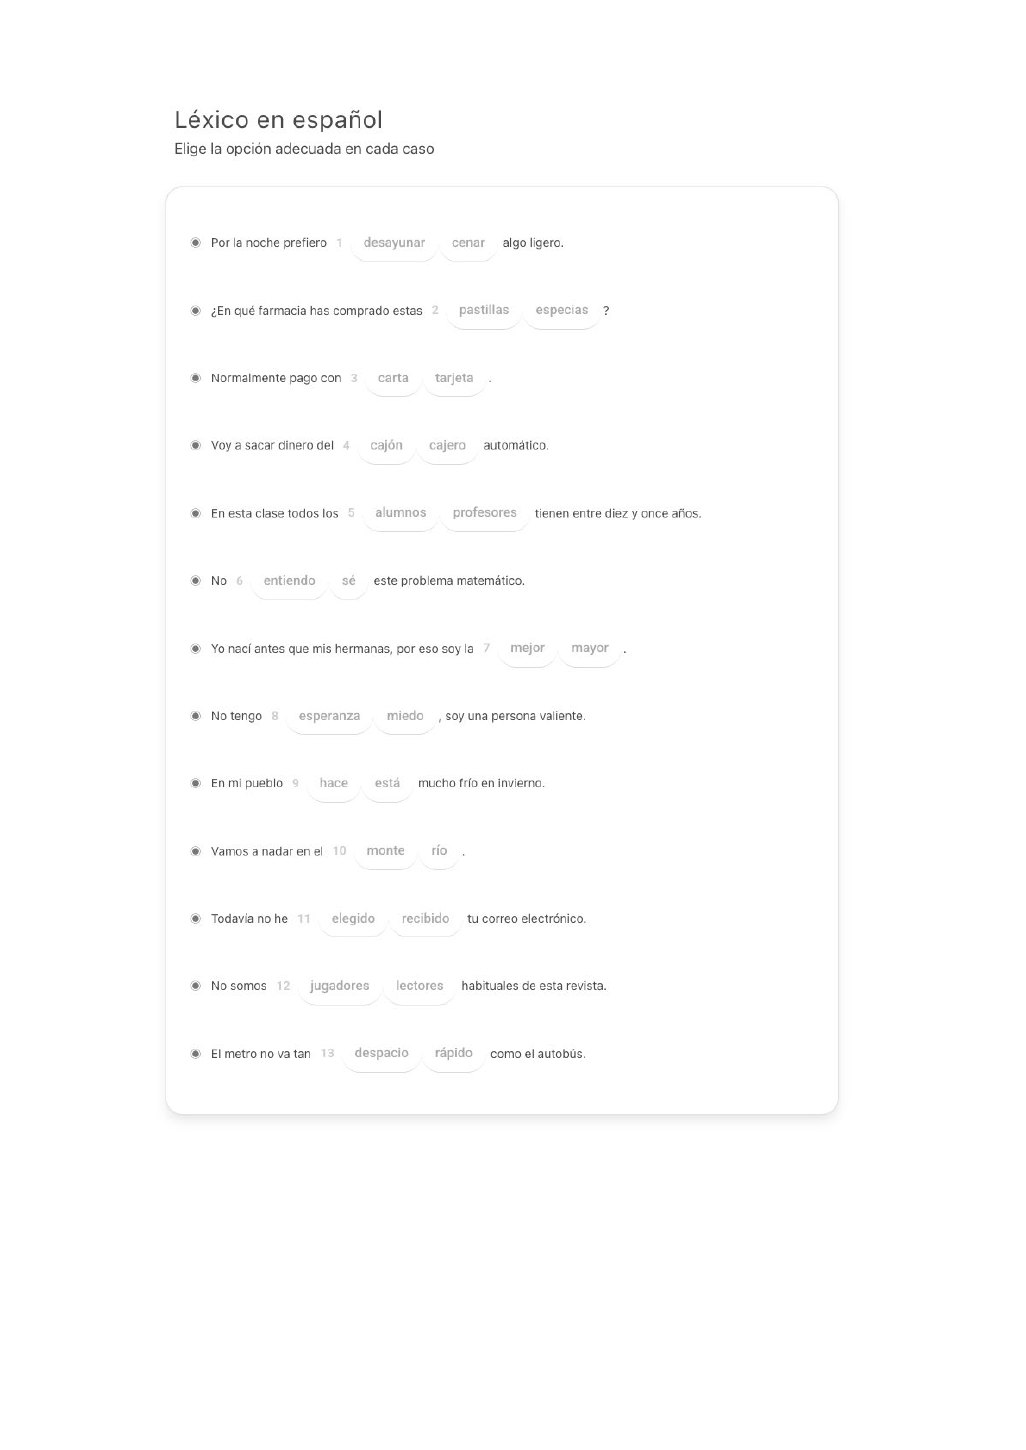 Léxico en español
Elige la opción adecuada en cada caso
◉ Por la noche prefiero 1 desayunar cenar algo ligero.
◉ ¿En qué farmacia has comprado estas 2 pastillas especias ?
◉ Normalmente pago con 3 carta tarjeta .
◉ Voy a sacar dinero del 4 cajón cajero automático.
◉ En esta clase todos los 5 alumnos profesores tienen entre diez y once años.
◉ No 6 entiendo sé este problema matemático.
◉ Yo nací antes que mis hermanas, por eso soy la 7 mejor mayor .
◉ No tengo 8 esperanza miedo , soy una persona valiente.
◉ En mi pueblo 9 hace está mucho frío en invierno.
◉ Vamos a nadar en el 10 monte río .
◉ Todavía no he 11 elegido recibido tu correo electrónico.
◉ No somos 12 jugadores lectores habituales de esta revista.
◉ El metro no va tan 13 despacio rápido como el autobús.